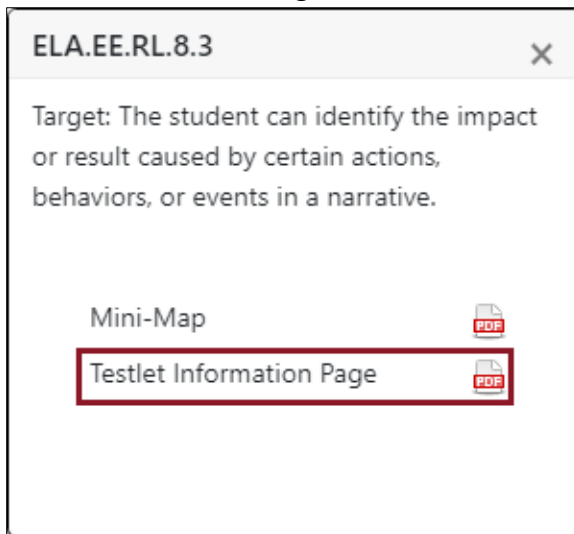 ELA.EE.RL.8.3
×
Target: The student can identify the impact
or result caused by certain actions,
behaviors, or events in a narrative.
Mini-Map PDF
Testlet Information Page PDF